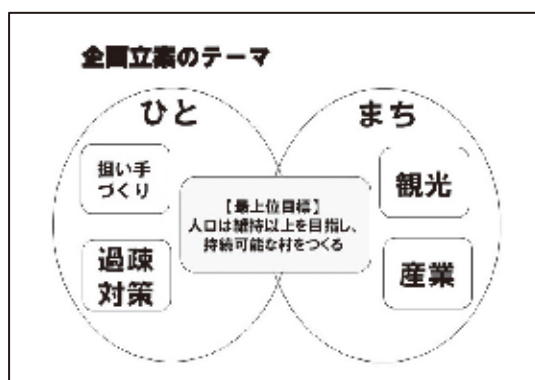 企画立案のテーマ
ひと
まち
担い手
づくり
過疎
対策
【最上位目標】
人口は維持以上を目指し、
持続可能な村をつくる
観光
産業